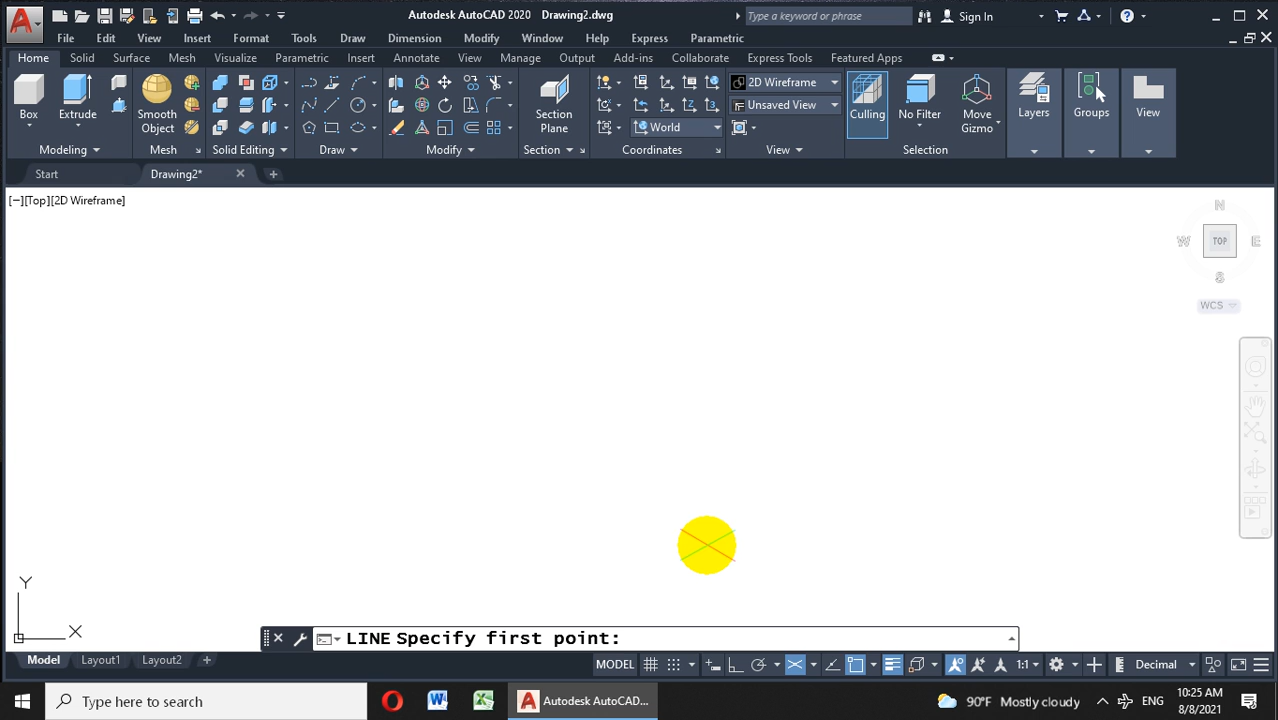 A Autodesk AutoCAD 2020 Drawing2.dwg Type a keyword or phrase Sign In
File Edit View Insert Format Tools Draw Dimension Modify Window Help Express Parametric
Home Solid Surface Mesh Visualize Parametric Insert Annotate View Manage Output Add-ins Collaborate Express Tools Featured Apps
Box Extrude Smooth Object Section Plane World 2D Wireframe Unsaved View Culling No Filter Move Gizmo Layers Groups View
Modeling Mesh Solid Editing Draw Modify Section Coordinates View Selection
Start Drawing2*
[−][Top][2D Wireframe]
N
W TOP E
S
WCS
Y
X
LINE Specify first point:
Model Layout1 Layout2 + MODEL 1:1 Decimal
Type here to search Autodesk AutoCAD... 90°F Mostly cloudy ENG 10:25 AM
8/8/2021